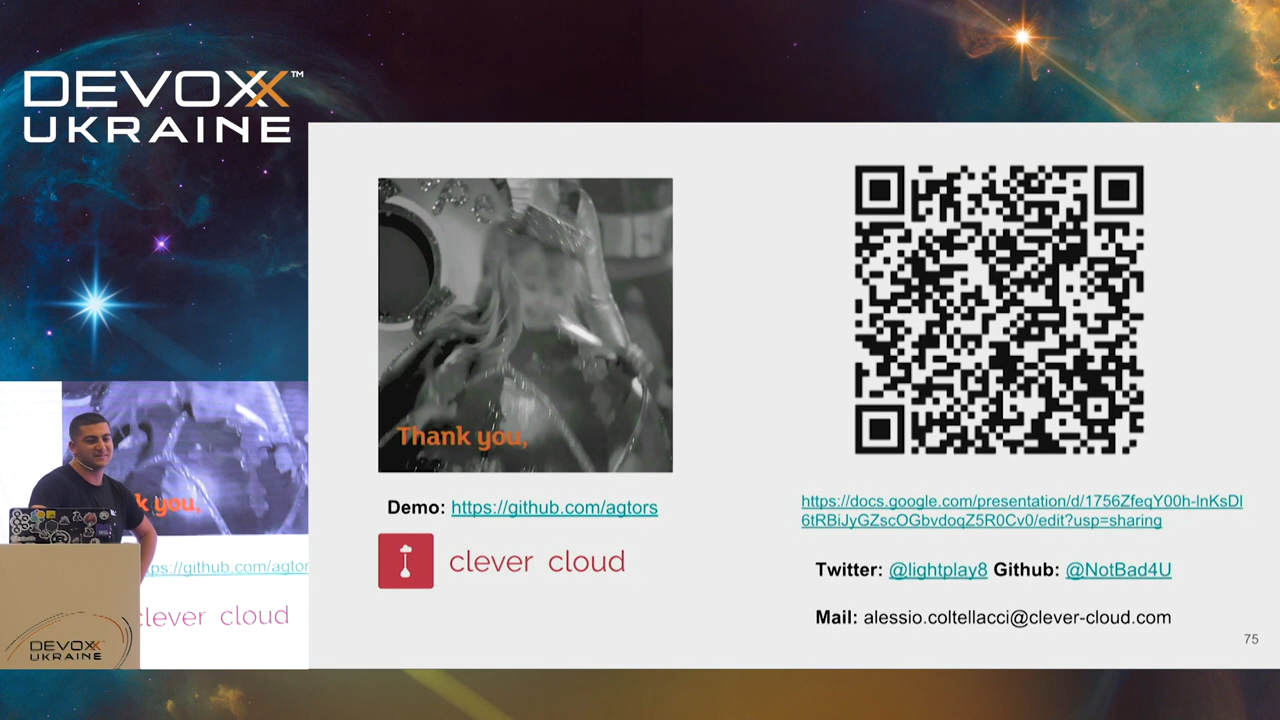 DEVOXX™
UKRAINE
Thank you,
Demo: https://github.com/agtors
clever cloud
https://docs.google.com/presentation/d/1756ZfeqY00h-lnKsDl
6tRBiJyGZscOGbvdoqZ5R0Cv0/edit?usp=sharing
Twitter: @lightplay8 Github: @NotBad4U
Mail: alessio.coltellacci@clever-cloud.com
75
k you,
ps://github.com/agtor
clever cloud
DEVOXX
UKRAINE